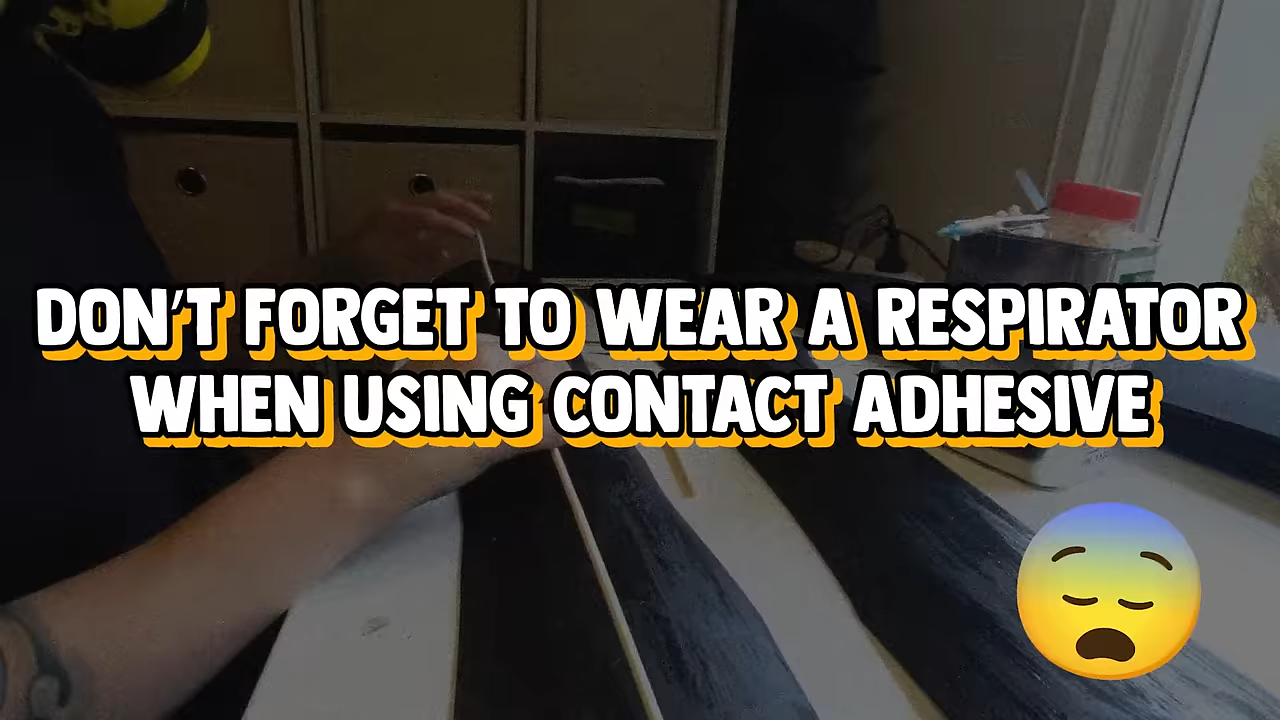 DON'T FORGET TO WEAR A RESPIRATOR
WHEN USING CONTACT ADHESIVE